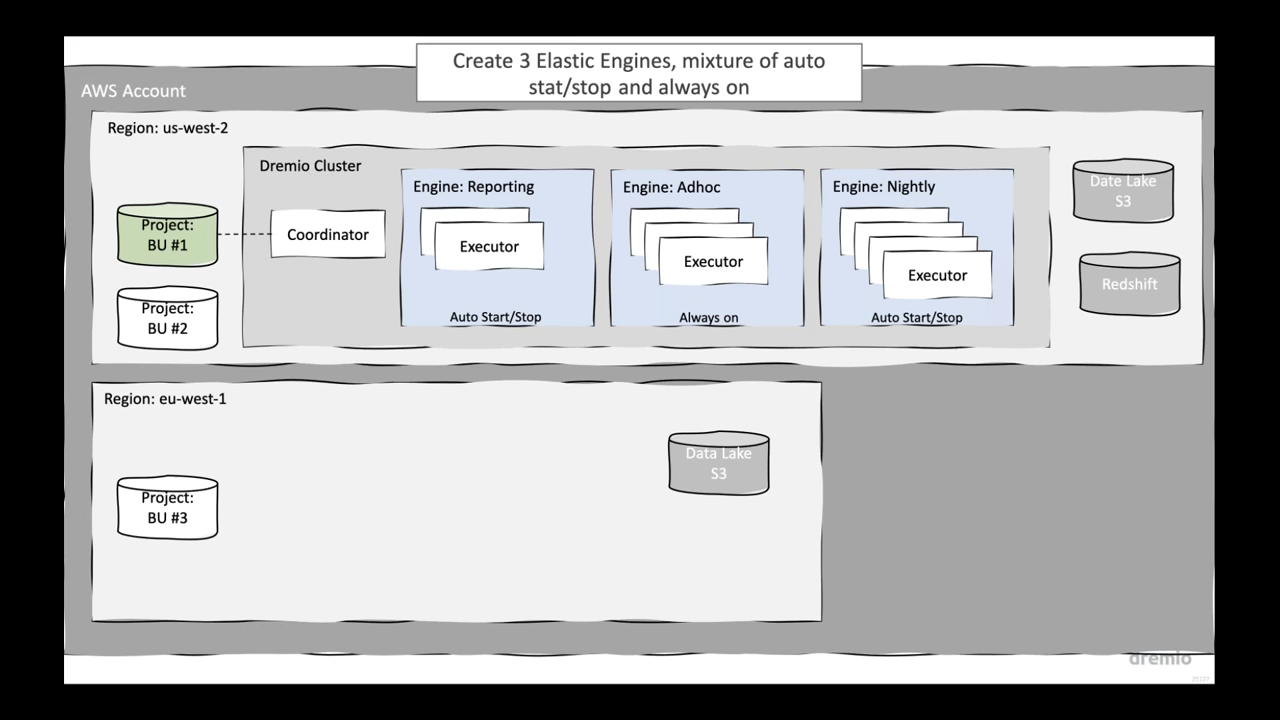 Create 3 Elastic Engines, mixture of auto
stat/stop and always on
AWS Account
Region: us-west-2
Dremio Cluster
Engine: Reporting
Engine: Adhoc
Engine: Nightly
Date Lake
S3
Project:
BU #1
Coordinator
Executor
Executor
Executor
Redshift
Project:
BU #2
Auto Start/Stop
Always on
Auto Start/Stop
Region: eu-west-1
Data Lake
S3
Project:
BU #3
dremio